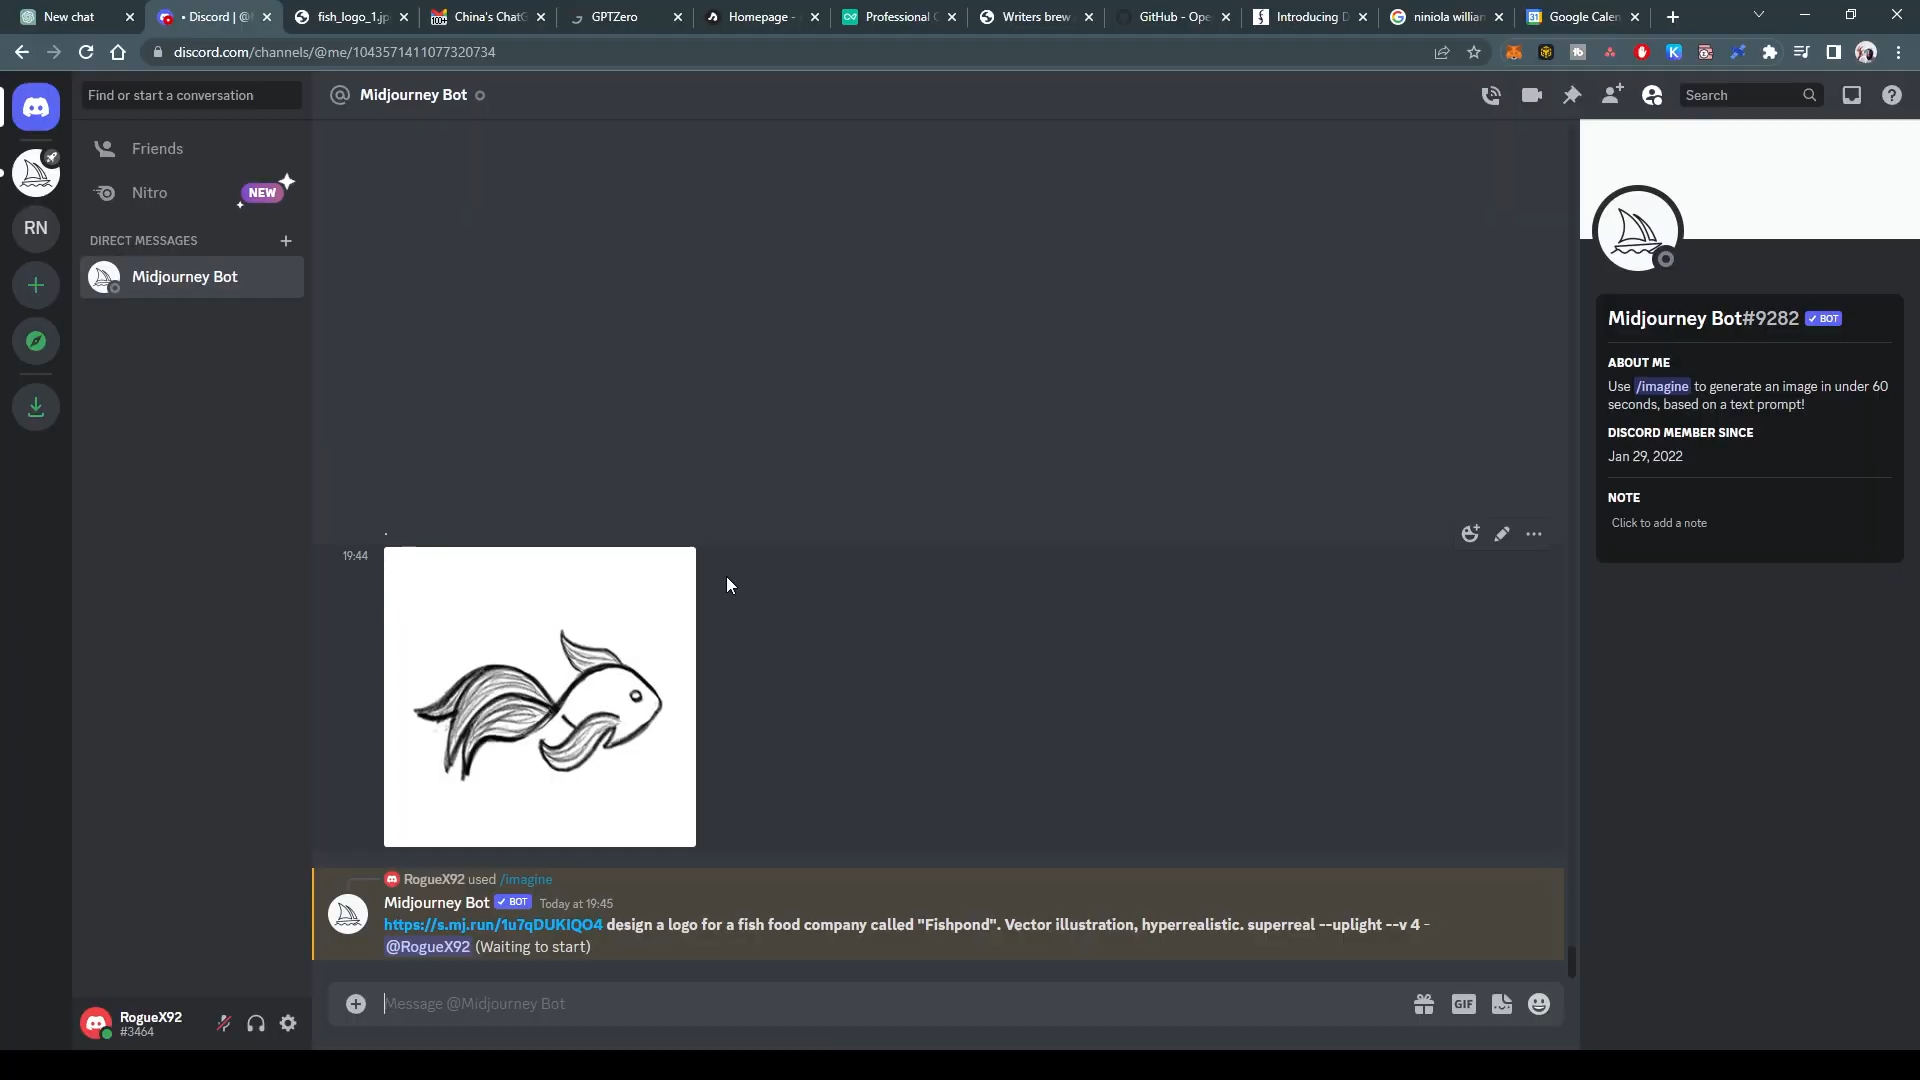 New chat
• Discord | @
fish_logo_1.jp
100+
China's Chat
GPTZero
Homepage -
Professional
Writers brew
GitHub - Ope
Introducing D
niniola willian
31
Google Calen
discord.com/channels/@me/1043571411077320734
Find or start a conversation
Midjourney Bot
Search
Friends
Nitro
NEW
RN
DIRECT MESSAGES
Midjourney Bot
Midjourney Bot#9282 BOT
ABOUT ME
Use /imagine to generate an image in under 60
seconds, based on a text prompt!
DISCORD MEMBER SINCE
Jan 29, 2022
NOTE
Click to add a note
19:44
RogueX92 used /imagine
Midjourney Bot BOT Today at 19:45
https://s.mj.run/1u7qDUKIQO4 design a logo for a fish food company called "Fishpond". Vector illustration, hyperrealistic. superreal --uplight --v 4 -
@RogueX92 (Waiting to start)
Message @Midjourney Bot
GIF
RogueX92
#3464